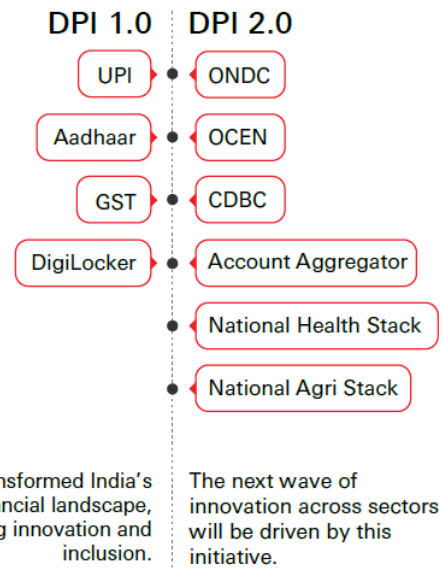 DPI 1.0
UPI
Aadhaar
GST
DigiLocker
nsformed India's
ncial landscape,
g innovation and
inclusion.
DPI 2.0
ONDC
OCEN
CDBC
Account Aggregator
National Health Stack
National Agri Stack
The next wave of
innovation across sectors
will be driven by this
initiative.